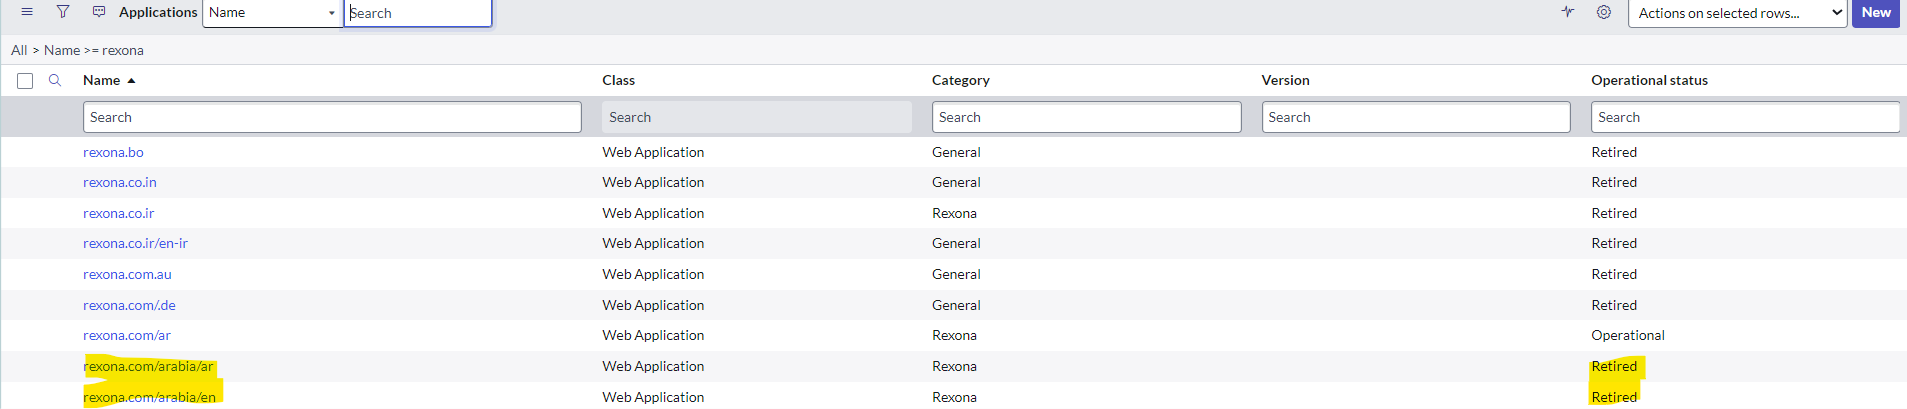 Applications Name Search Actions on selected rows... New
All > Name >= rexona
Name Class Category Version Operational status
Search Search Search Search Search
rexona.bo Web Application General Retired
rexona.co.in Web Application General Retired
rexona.co.ir Web Application Rexona Retired
rexona.co.ir/en-ir Web Application General Retired
rexona.com.au Web Application General Retired
rexona.com/.de Web Application General Retired
rexona.com/ar Web Application Rexona Operational
rexona.com/arabia/ar Web Application Rexona Retired
rexona.com/arabia/en Web Application Rexona Retired